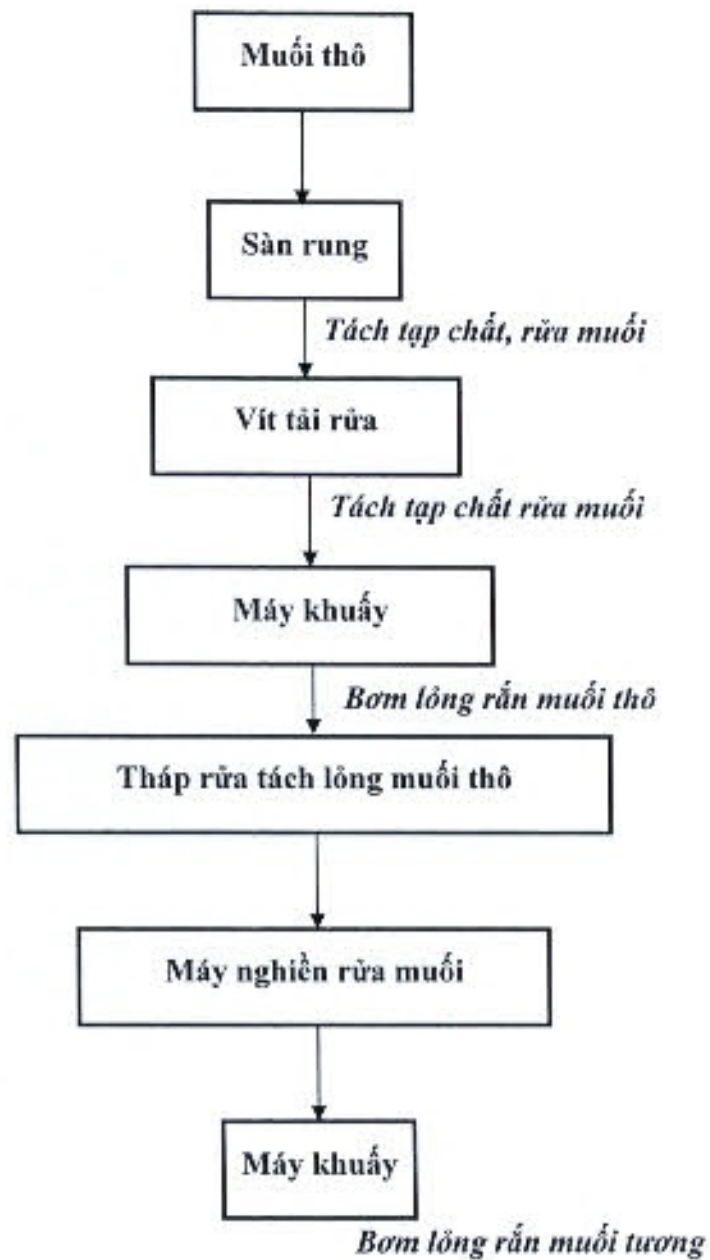 Muối thô
Sàn rung
Tách tạp chất, rửa muối
Vít tải rửa
Tách tạp chất rửa muối
Máy khuấy
Bơm lỏng rắn muối thô
Tháp rửa tách lỏng muối thô
Máy nghiền rửa muối
Máy khuấy
Bơm lỏng rắn muối tương